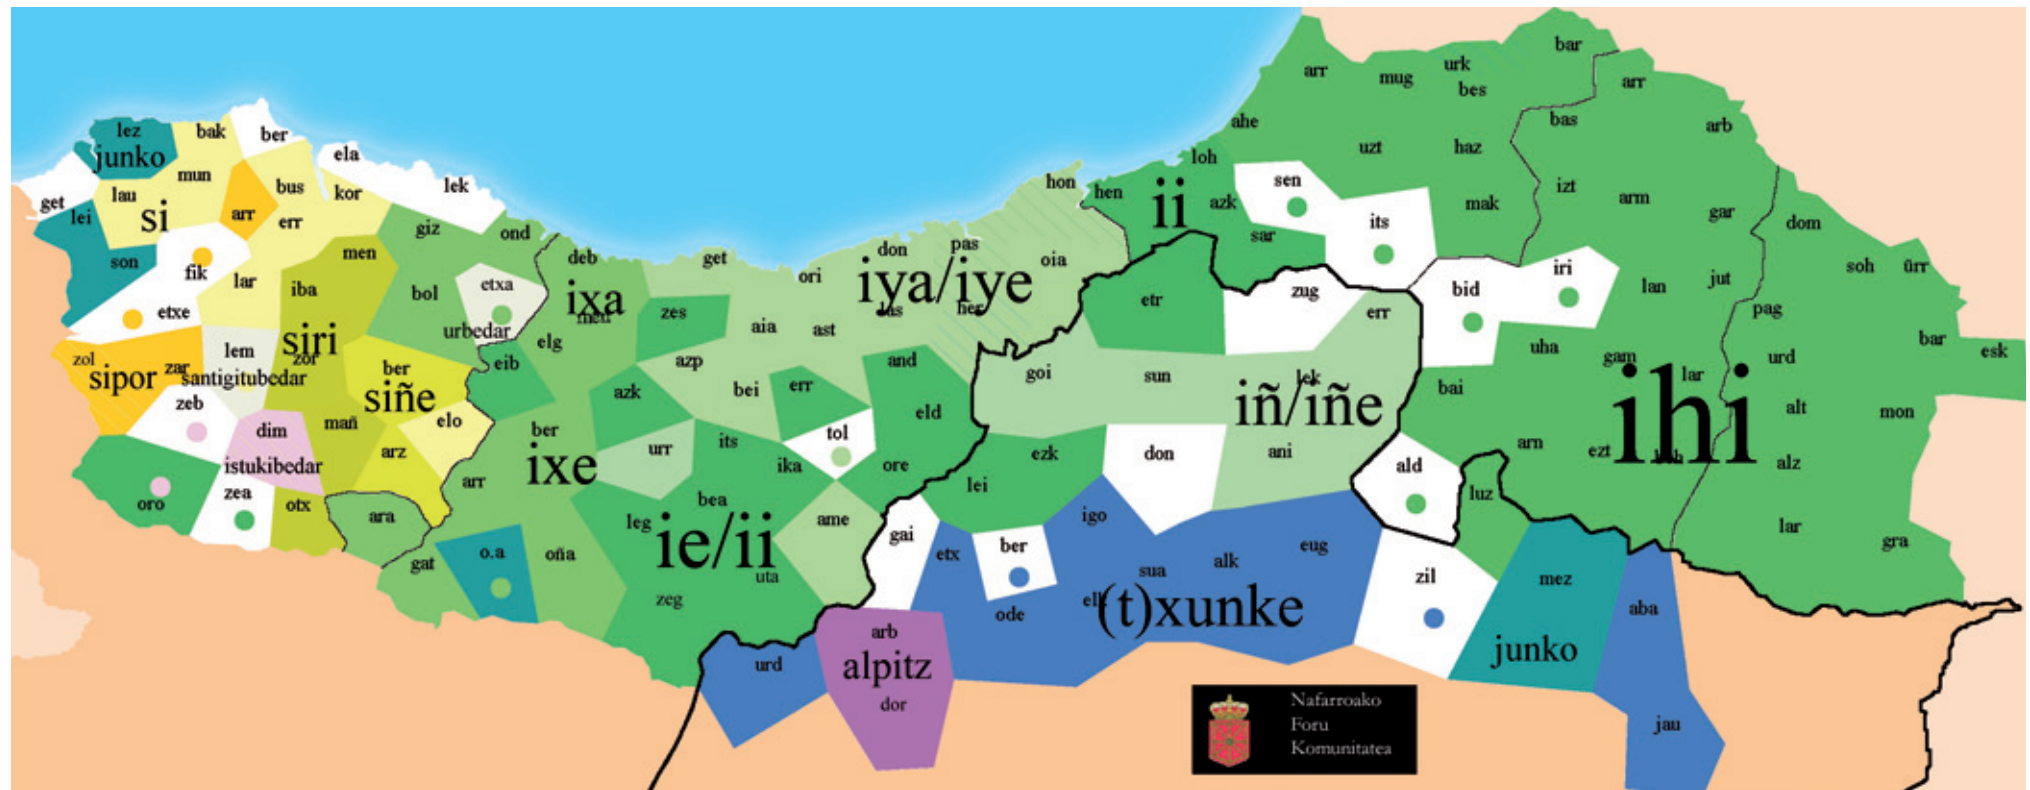 bar
arr
mug
urk
bes
arr
lez
bak
ber
junko
ahe
bas
arb
ela
uzt
haz
loh
mun
lek
bus
kor
lau
get
lei
si
arr
err
hon
hen
ii
azk
sen
its
mak
izt
arm
gar
dom
giz
ond
sar
son
fik
men
deb
get
don
pas
oia
ori
iya/iye
las
her
soh
ürr
lar
iba
bol
etxa
ixa
etr
zug
err
bid
iri
lan
jut
etxe
siri
zor
urbedar
elg
zes
aia
ast
pag
bar
esk
zol
zar
sipor
lem
santigitubedar
ber
siñe
eib
azp
and
goi
sun
lek
iñ/iñe
uha
gam
lar
urd
ihi
zeb
azk
bei
err
bai
alt
mon
dim
mañ
elo
ber
eld
its
tol
istukibedar
arz
ixe
urr
ika
ore
ezk
don
ani
ald
arn
ezt
alz
oro
zea
otx
ara
arr
bea
leg
ie/ii
ame
lei
luz
lar
gra
gat
o.a
oña
uta
zeg
gai
etx
ber
igo
sua
alk
eug
ode
(t)xunke
zil
mez
aba
urd
arb
alpitz
dor
junko
jau
Nafarroako
Foru
Komunitatea